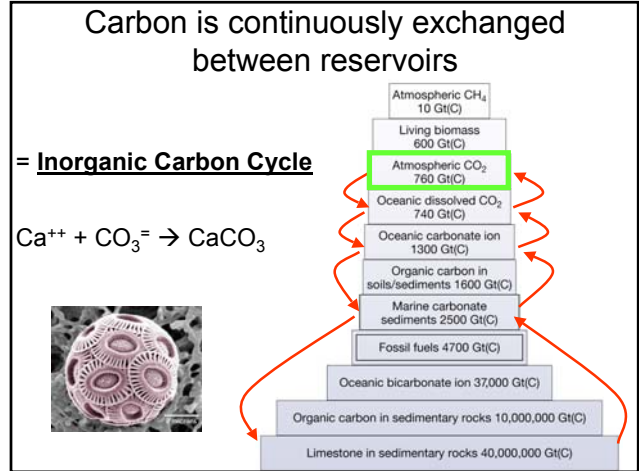 Carbon is continuously exchanged
between reservoirs
= Inorganic Carbon Cycle
Ca⁺⁺ + CO₃⁼ → CaCO₃
Atmospheric CH₄
10 Gt(C)
Living biomass
600 Gt(C)
Atmospheric CO₂
760 Gt(C)
Oceanic dissolved CO₂
740 Gt(C)
Oceanic carbonate ion
1300 Gt(C)
Organic carbon in
soils/sediments 1600 Gt(C)
Marine carbonate
sediments 2500 Gt(C)
Fossil fuels 4700 Gt(C)
Oceanic bicarbonate ion 37,000 Gt(C)
Organic carbon in sedimentary rocks 10,000,000 Gt(C)
Limestone in sedimentary rocks 40,000,000 Gt(C)